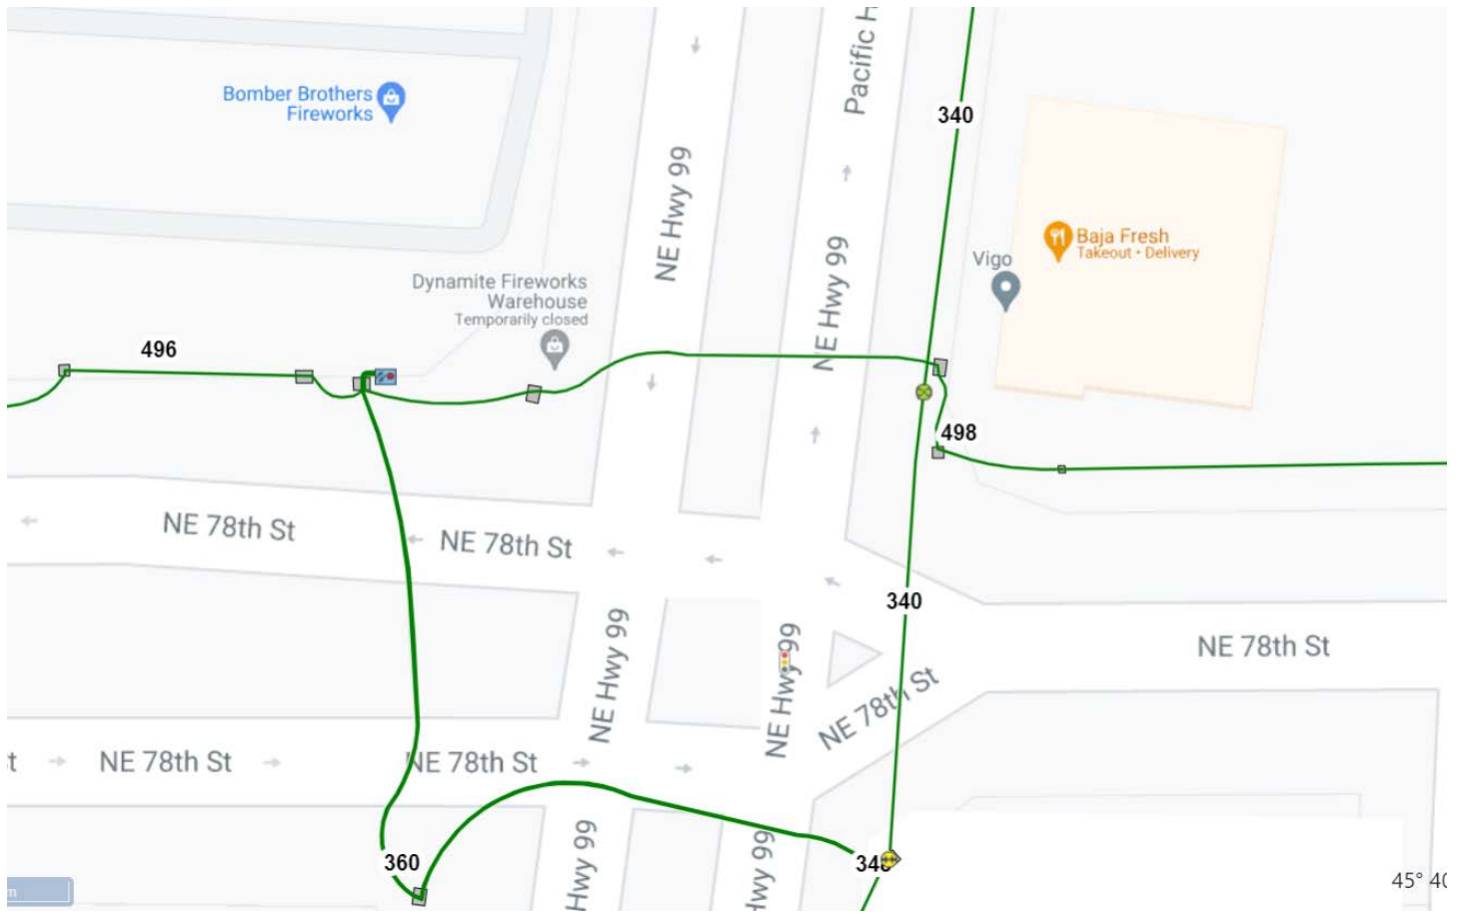 Bomber Brothers
Fireworks
Pacific H
340
NE Hwy 99
NE Hwy 99
Baja Fresh
Takeout • Delivery
Vigo
Dynamite Fireworks
Warehouse
Temporarily closed
496
498
NE 78th St
NE 78th St
340
NE Hwy 99
NE Hwy 99
NE 78th St
NE 78th St
t
NE 78th St
NE 78th St
Hwy 99
Hwy 99
360
348
m
45° 40